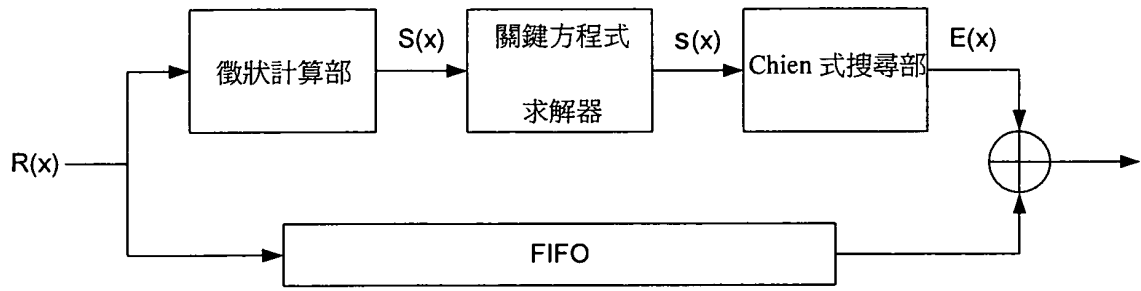 S(x)
關鍵方程式
求解器
s(x)
E(x)
徵狀計算部
Chien 式搜尋部
R(x)
FIFO